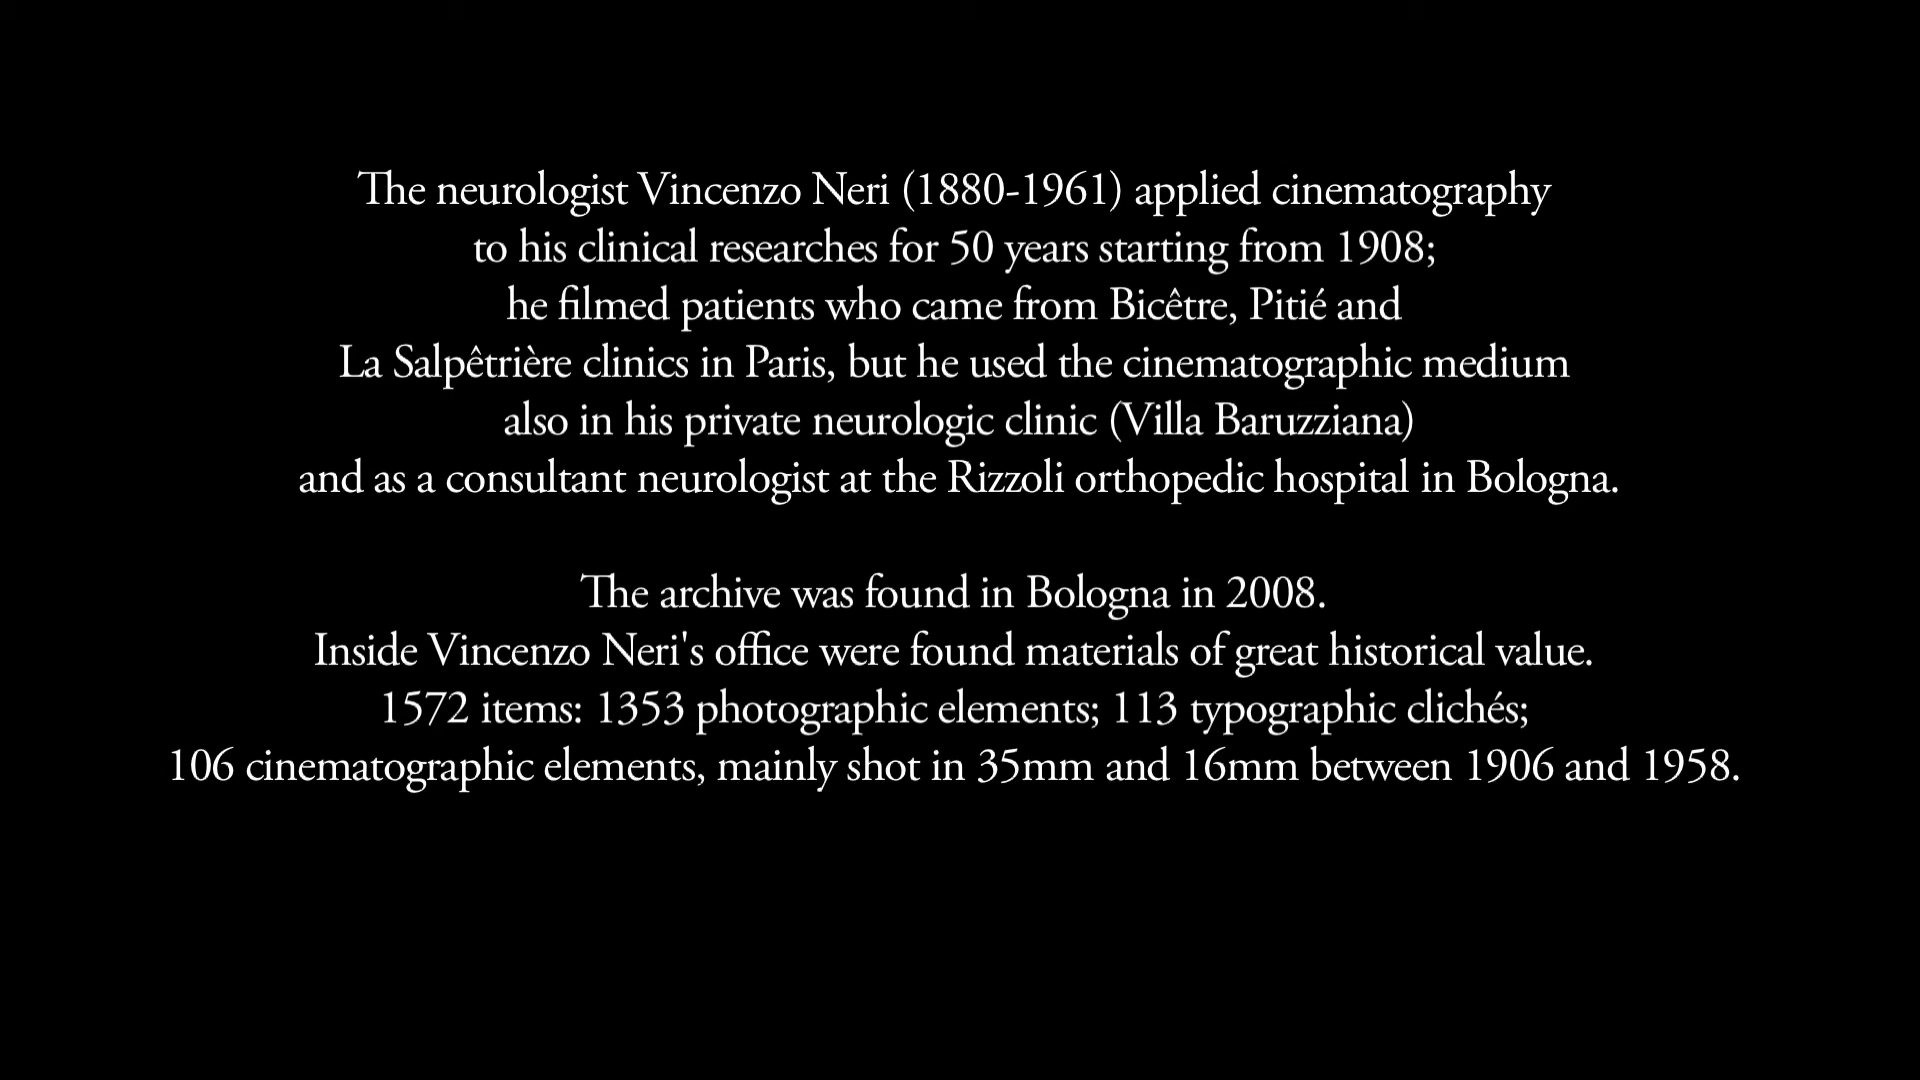 The neurologist Vincenzo Neri (1880-1961) applied cinematography
to his clinical researches for 50 years starting from 1908;
he filmed patients who came from Bicêtre, Pitié and
La Salpêtrière clinics in Paris, but he used the cinematographic medium
also in his private neurologic clinic (Villa Baruzziana)
and as a consultant neurologist at the Rizzoli orthopedic hospital in Bologna.
The archive was found in Bologna in 2008.
Inside Vincenzo Neri's office were found materials of great historical value.
1572 items: 1353 photographic elements; 113 typographic clichés;
106 cinematographic elements, mainly shot in 35mm and 16mm between 1906 and 1958.